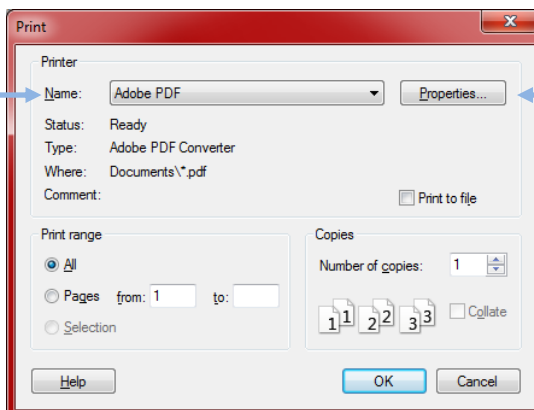 Print
Printer
Name: Adobe PDF Properties...
Status: Ready
Type: Adobe PDF Converter
Where: Documents\*.pdf
Comment: Print to file
Print range
All
Pages from: 1 to:
Selection
Copies
Number of copies: 1
1 1 2 2 3 3 Collate
Help OK Cancel